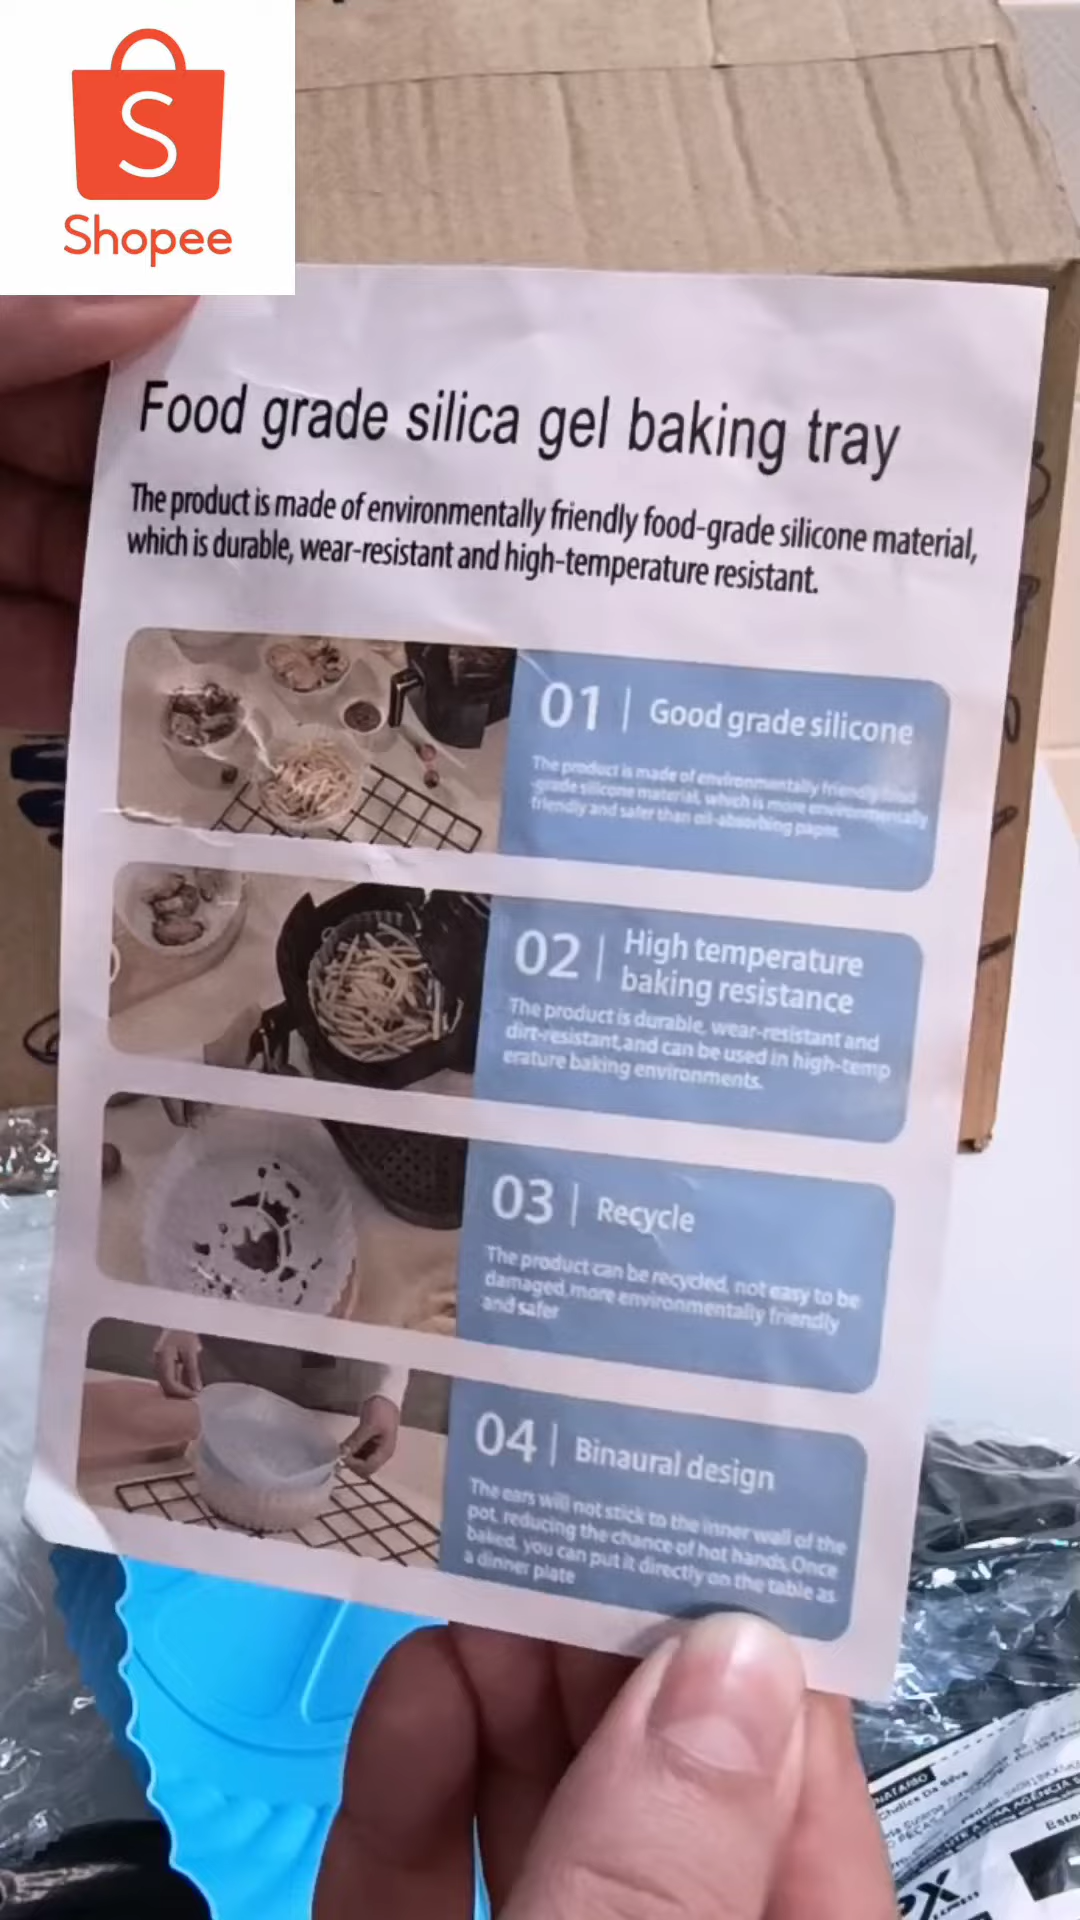 S
Shopee
Food grade silica gel baking tray
The product is made of environmentally friendly food-grade silicone material,
which is durable, wear-resistant and high-temperature resistant.
01 | Good grade silicone
The product is made of environmentally friendly food
-grade silicone material, which is more environmentally
friendly and safer than oil-absorbing paper.
02 | High temperature
baking resistance
The product is durable, wear-resistant and
dirt-resistant,and can be used in high-temp
erature baking environments.
03 | Recycle
The product can be recycled, not easy to be
damaged,more environmentally friendly
and safer
04 | Binaural design
The ears will not stick to the inner wall of the
pot, reducing the chance of hot hands,Once
baked, you can put it directly on the table as
a dinner plate
Da Silva
AGÊNCIA